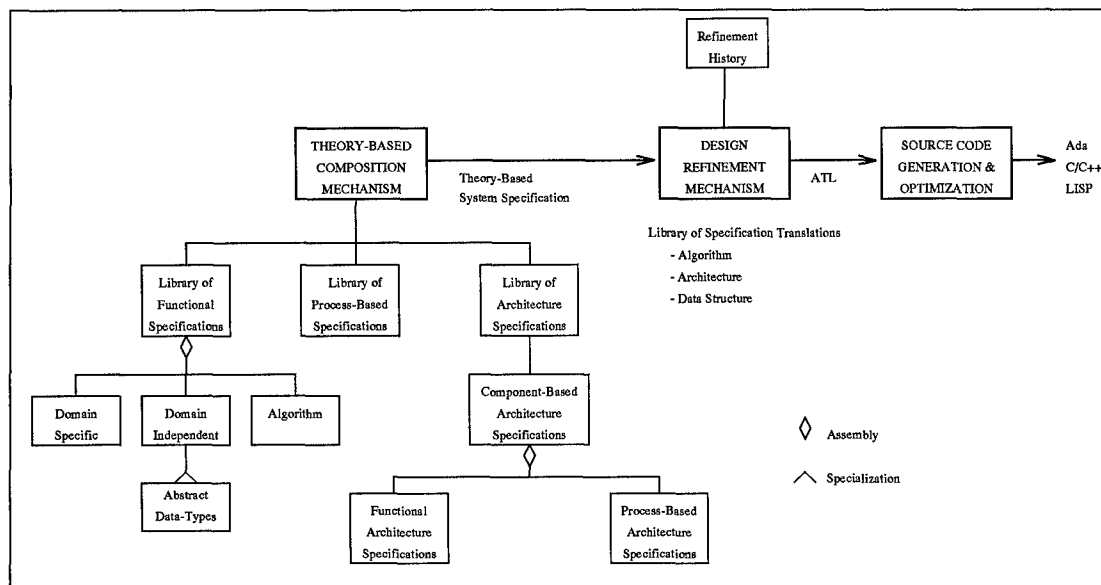 Refinement
History
THEORY-BASED
COMPOSITION
MECHANISM
Theory-Based
System Specification
DESIGN
REFINEMENT
MECHANISM
ATL
SOURCE CODE
GENERATION &
OPTIMIZATION
Ada
C/C++
LISP
Library of Specification Translations
- Algorithm
- Architecture
- Data Structure
Library of
Functional
Specifications
Library of
Process-Based
Specifications
Library of
Architecture
Specifications
Domain
Specific
Domain
Independent
Algorithm
Component-Based
Architecture
Specifications
Abstract
Data-Types
Functional
Architecture
Specifications
Process-Based
Architecture
Specifications
Assembly
Specialization